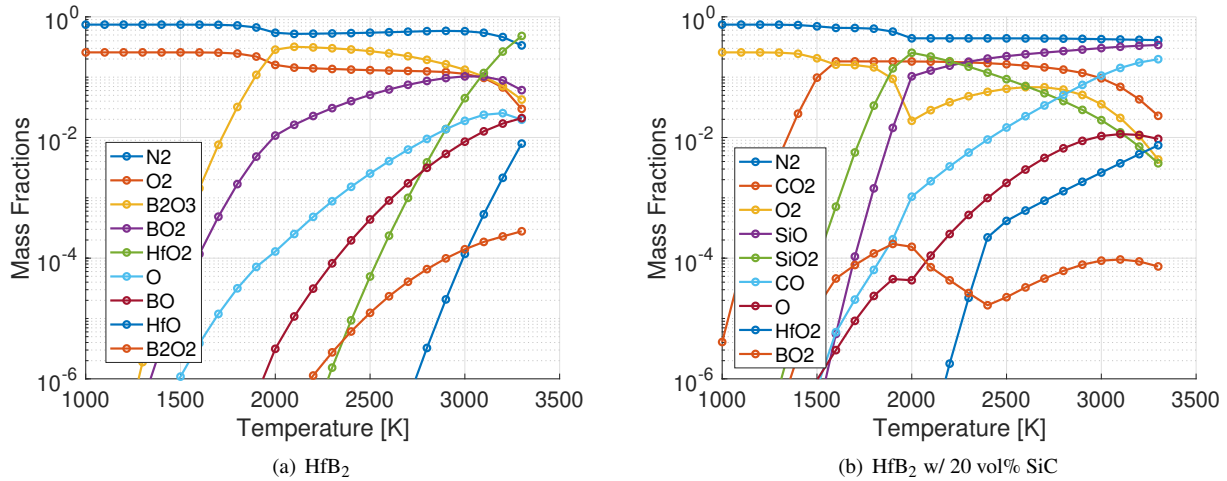 Mass Fractions
10^0
10^-2
10^-4
10^-6
N2
O2
B2O3
BO2
HfO2
O
BO
HfO
B2O2
1000 1500 2000 2500 3000 3500
Temperature [K]
(a) HfB₂
Mass Fractions
10^0
10^-2
10^-4
10^-6
N2
CO2
O2
SiO
SiO2
CO
O
HfO2
BO2
1000 1500 2000 2500 3000 3500
Temperature [K]
(b) HfB₂ w/ 20 vol% SiC